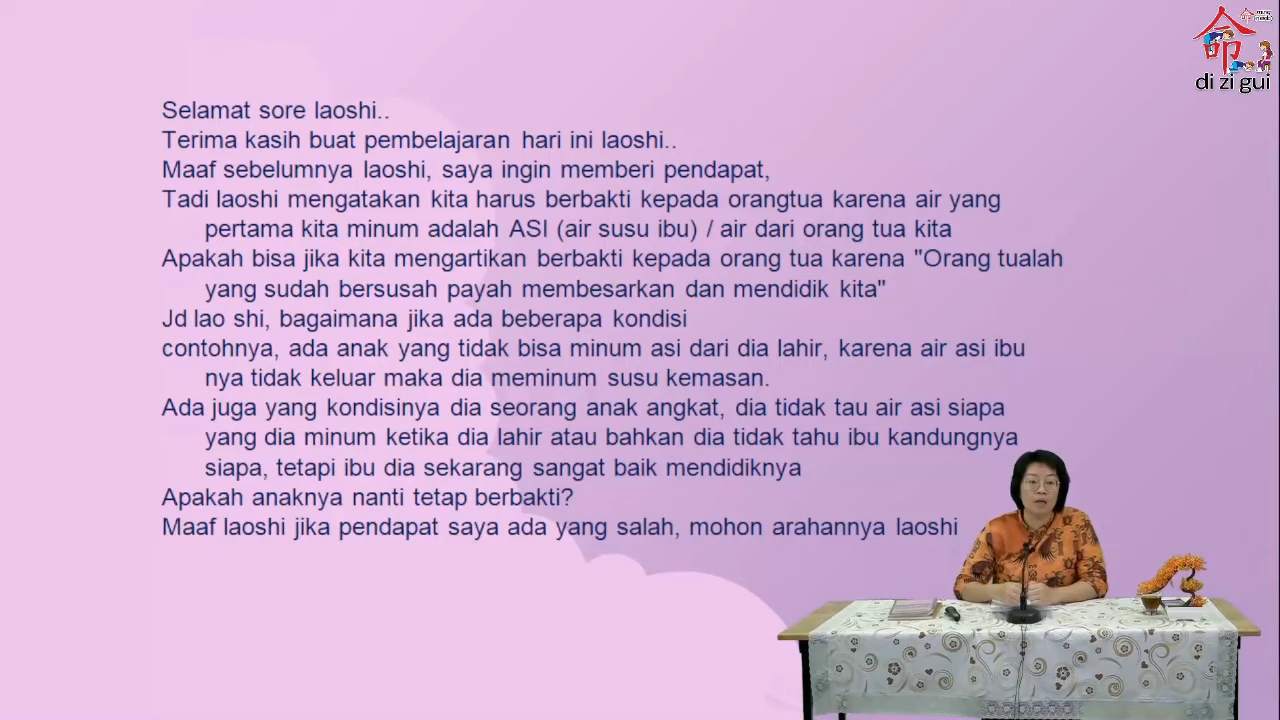 命
di zi gui
Selamat sore laoshi..
Terima kasih buat pembelajaran hari ini laoshi..
Maaf sebelumnya laoshi, saya ingin memberi pendapat,
Tadi laoshi mengatakan kita harus berbakti kepada orangtua karena air yang
pertama kita minum adalah ASI (air susu ibu) / air dari orang tua kita
Apakah bisa jika kita mengartikan berbakti kepada orang tua karena "Orang tualah
yang sudah bersusah payah membesarkan dan mendidik kita"
Jd lao shi, bagaimana jika ada beberapa kondisi
contohnya, ada anak yang tidak bisa minum asi dari dia lahir, karena air asi ibu
nya tidak keluar maka dia meminum susu kemasan.
Ada juga yang kondisinya dia seorang anak angkat, dia tidak tau air asi siapa
yang dia minum ketika dia lahir atau bahkan dia tidak tahu ibu kandungnya
siapa, tetapi ibu dia sekarang sangat baik mendidiknya
Apakah anaknya nanti tetap berbakti?
Maaf laoshi jika pendapat saya ada yang salah, mohon arahannya laoshi